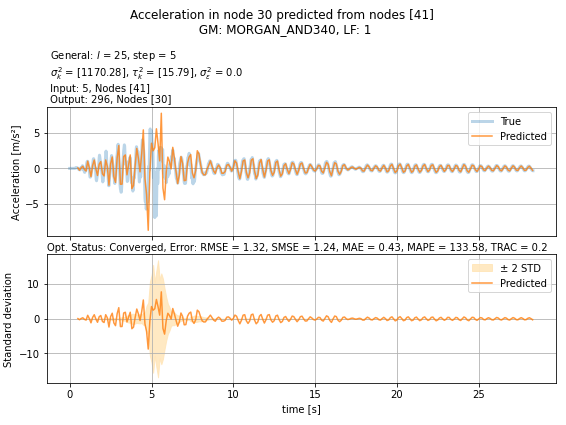 Acceleration in node 30 predicted from nodes [41]
GM: MORGAN_AND340, LF: 1
General: l = 25, step = 5
σ²ₖ = [1170.28], τ²ₖ = [15.79], σ²ε = 0.0
Input: 5, Nodes [41]
Output: 296, Nodes [30]
Acceleration [m/s²]
5
0
−5
True
Predicted
Opt. Status: Converged, Error: RMSE = 1.32, SMSE = 1.24, MAE = 0.43, MAPE = 133.58, TRAC = 0.2
Standard deviation
10
0
−10
± 2 STD
Predicted
0 5 10 15 20 25
time [s]